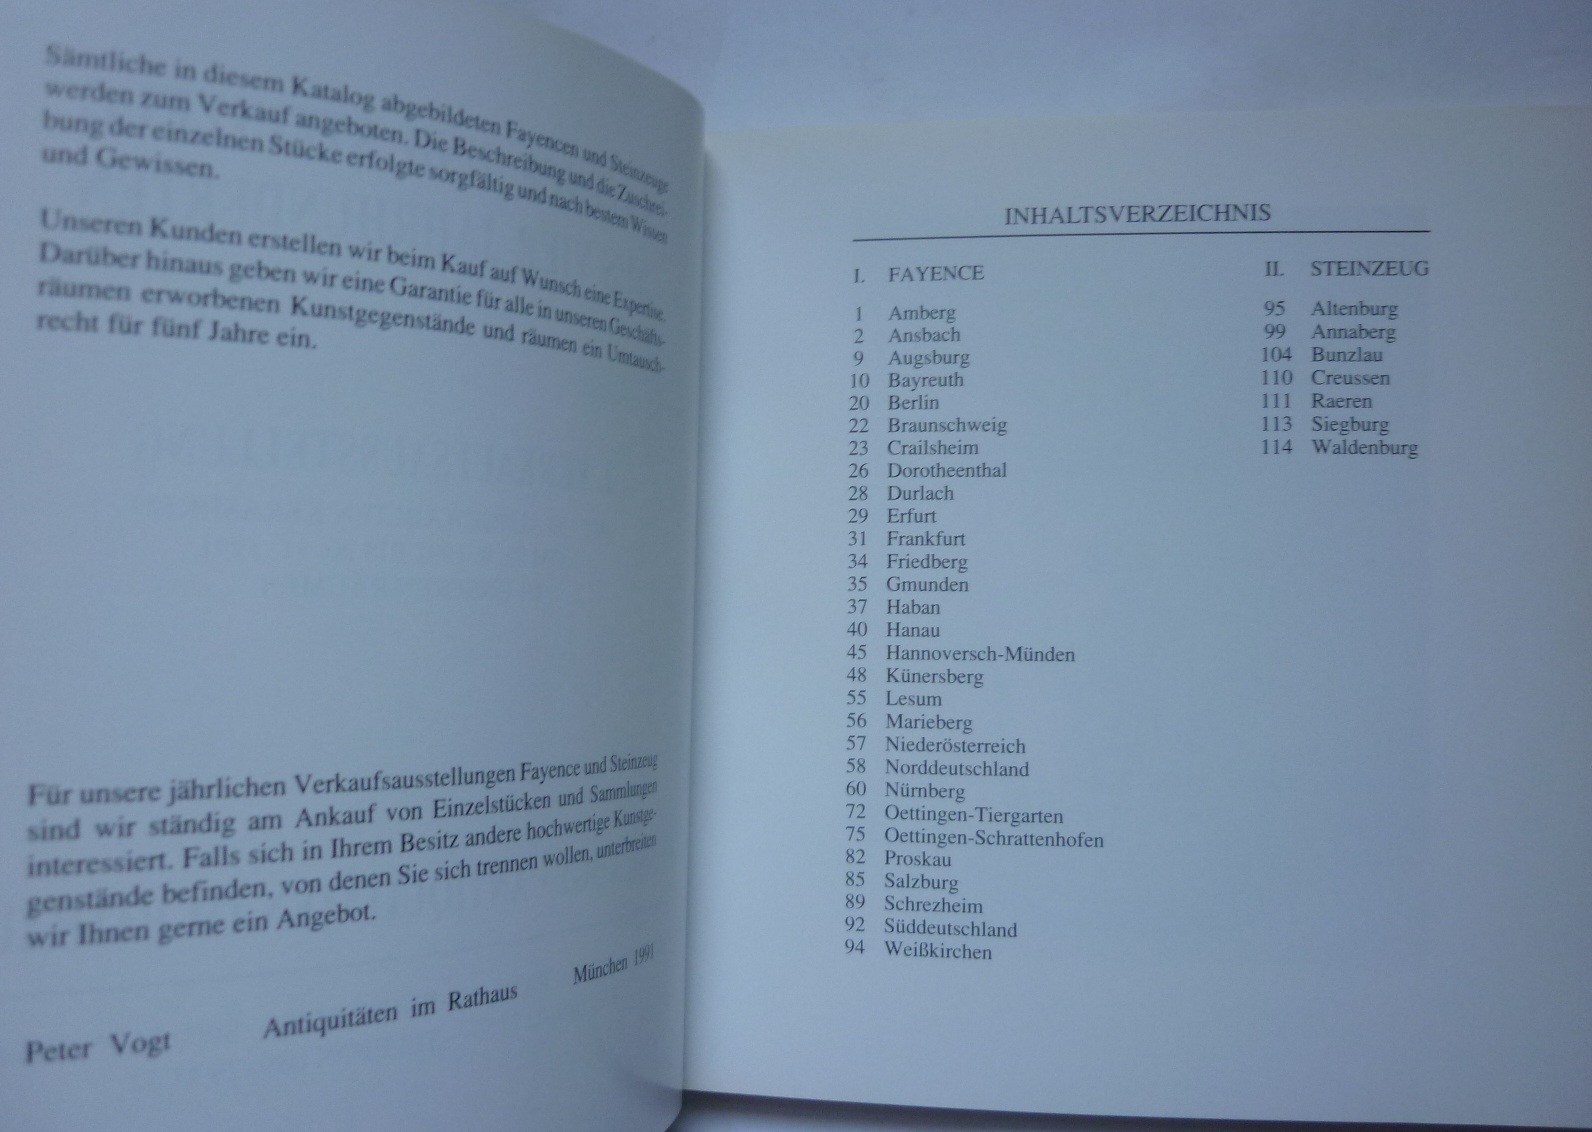 Sämtliche in diesem Katalog abgebildeten Fayencen und Steinzeuge
werden zum Verkauf angeboten. Die Beschreibung und die Zuschrei-
bung der einzelnen Stücke erfolgte sorgfältig und nach bestem Wissen
und Gewissen.
Unseren Kunden erstellen wir beim Kauf auf Wunsch eine Expertise.
Darüber hinaus geben wir eine Garantie für alle in unseren Geschäfts-
räumen erworbenen Kunstgegenstände und räumen ein Umtausch-
recht für fünf Jahre ein.
Für unsere jährlichen Verkaufsausstellungen Fayence und Steinzeug
sind wir ständig am Ankauf von Einzelstücken und Sammlungen
interessiert. Falls sich in Ihrem Besitz andere hochwertige Kunstge-
genstände befinden, von denen Sie sich trennen wollen, unterbreiten
wir Ihnen gerne ein Angebot.
München 1991
Peter Vogt Antiquitäten im Rathaus
INHALTSVERZEICHNIS
I. FAYENCE
1 Amberg
2 Ansbach
9 Augsburg
10 Bayreuth
20 Berlin
22 Braunschweig
23 Crailsheim
26 Dorotheenthal
28 Durlach
29 Erfurt
31 Frankfurt
34 Friedberg
35 Gmunden
37 Haban
40 Hanau
45 Hannoversch-Münden
48 Künersberg
55 Lesum
56 Marieberg
57 Niederösterreich
58 Norddeutschland
60 Nürnberg
72 Oettingen-Tiergarten
75 Oettingen-Schrattenhofen
82 Proskau
85 Salzburg
89 Schrezheim
92 Süddeutschland
94 Weißkirchen
II. STEINZEUG
95 Altenburg
99 Annaberg
104 Bunzlau
110 Creussen
111 Raeren
113 Siegburg
114 Waldenburg